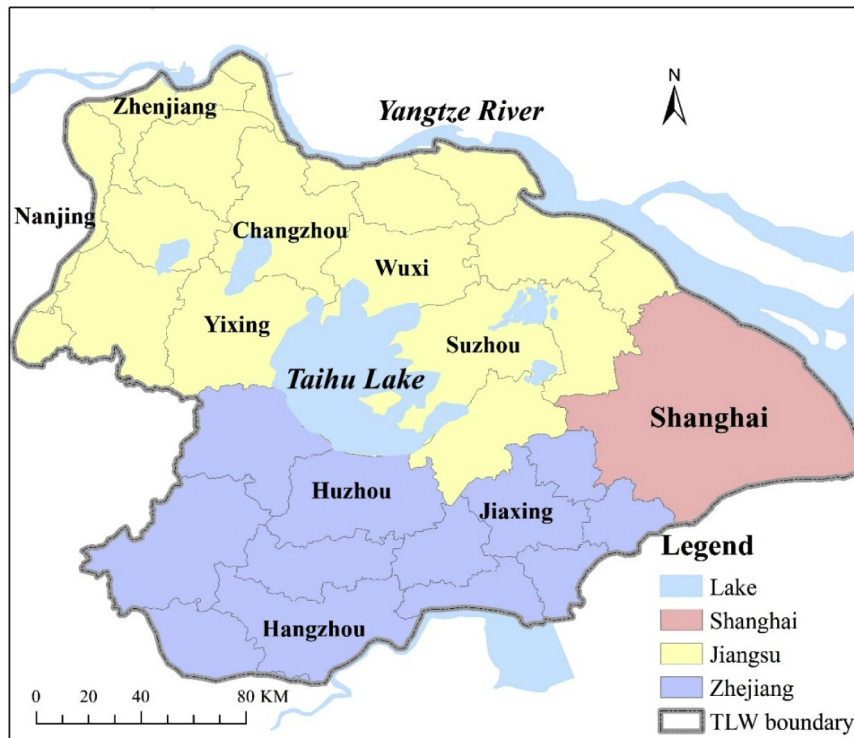 Zhenjiang
N
Yangtze River
Nanjing
Changzhou
Wuxi
Yixing
Suzhou
Taihu Lake
Shanghai
Huzhou
Jiaxing
Hangzhou
Legend
Lake
Shanghai
Jiangsu
Zhejiang
TLW boundary
0 20 40 80 KM